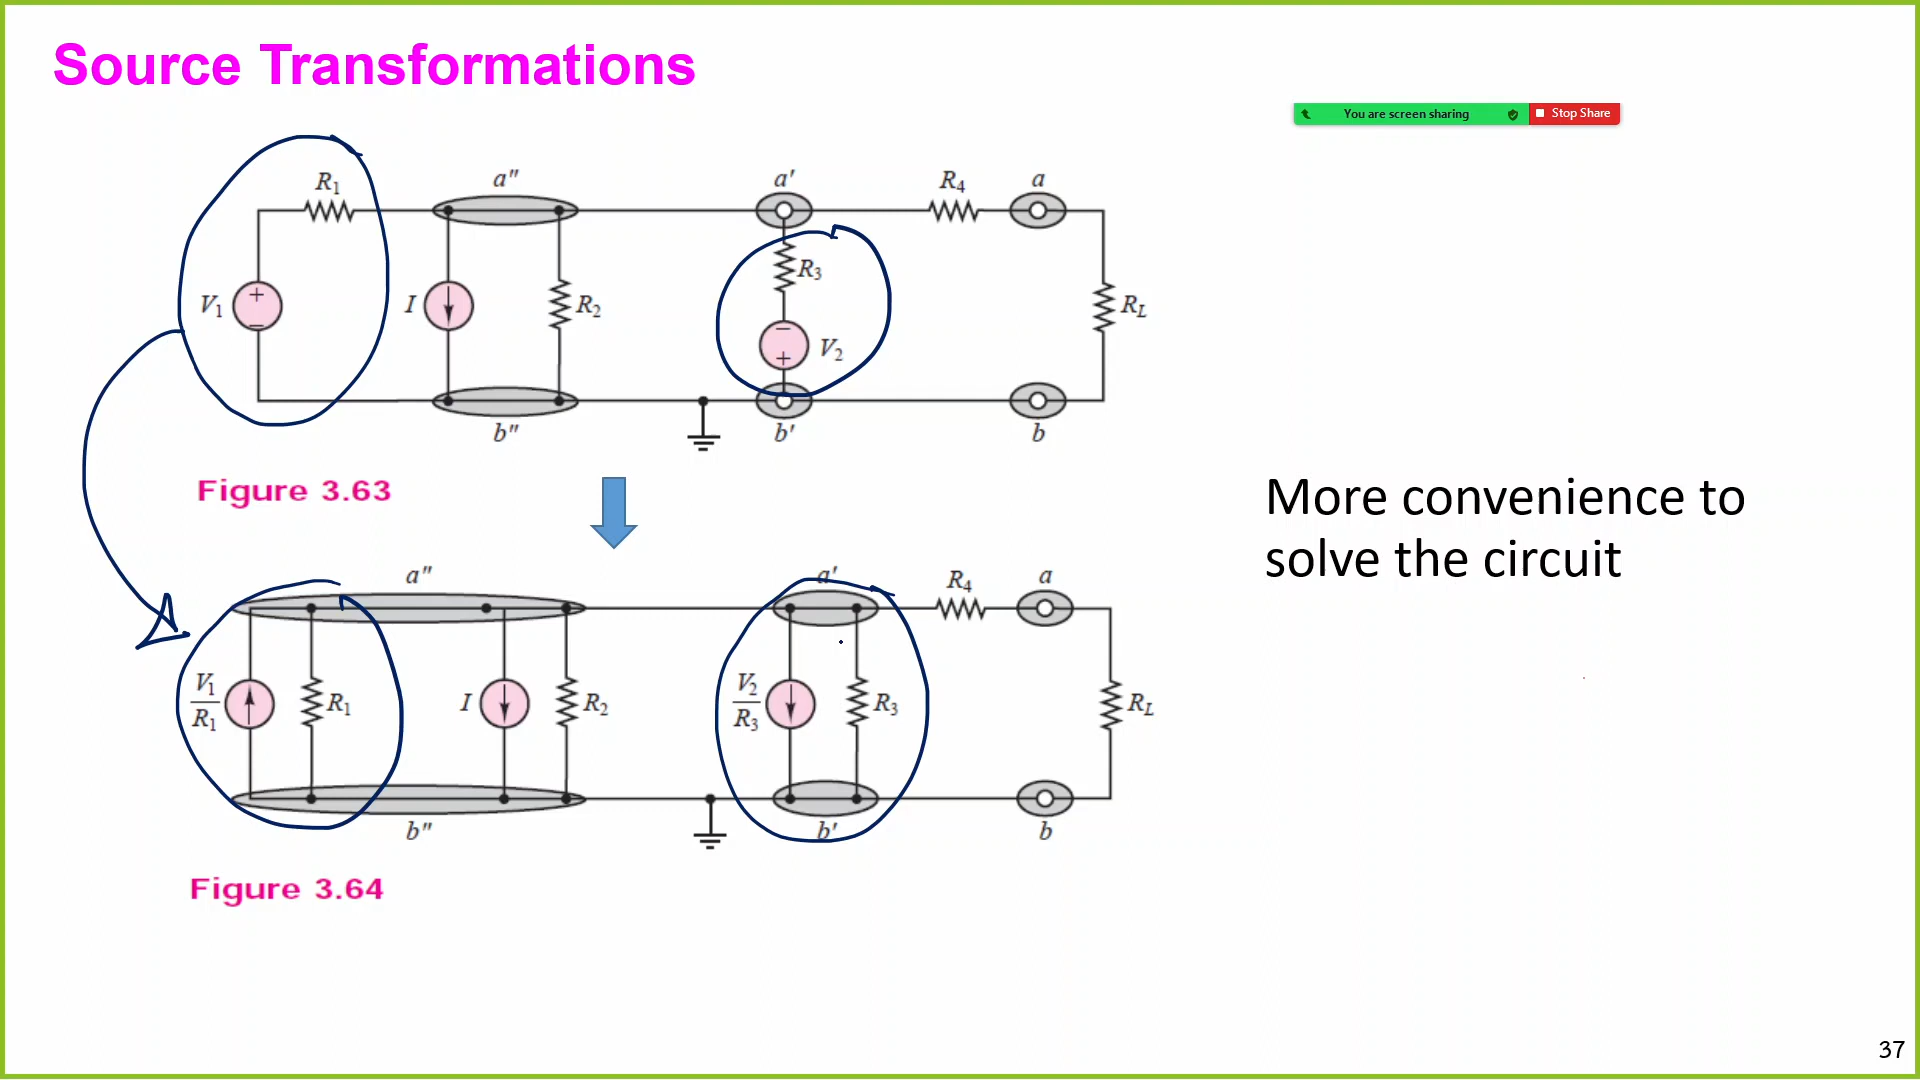 Source Transformations
You are screen sharing
Stop Share
R1
a"
a'
R4
a
V1
+
−
I
R2
R3
−
+
V2
RL
b"
b'
b
Figure 3.63
More convenience to
solve the circuit
a"
a'
R4
a
V1
R1
R1
I
R2
V2
R3
R3
RL
b"
b'
b
Figure 3.64
37